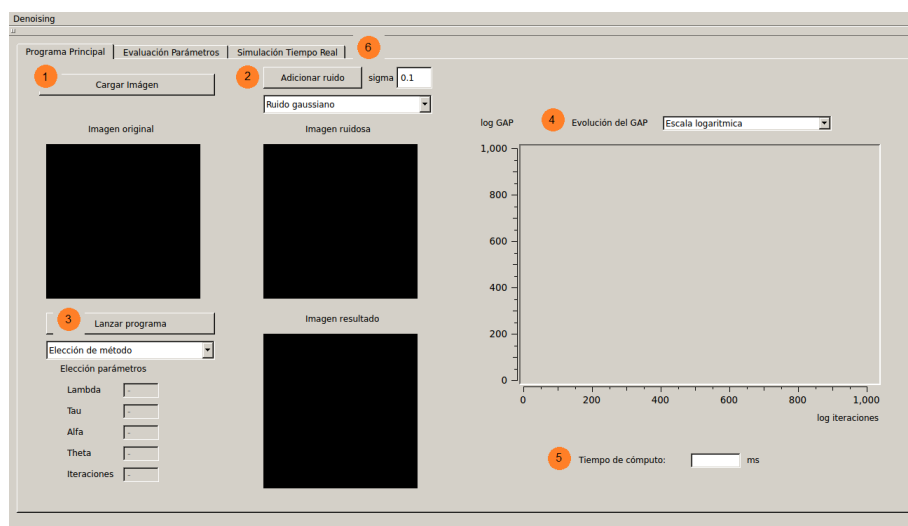 Denoising
Programa Principal Evaluación Parámetros Simulación Tiempo Real 6
1 Cargar Imágen
2 Adicionar ruido sigma 0.1
Ruido gaussiano
Imagen original
Imagen ruidosa
log GAP 4 Evolución del GAP Escala logaritmica
1,000
800
600
400
200
0
0 200 400 600 800 1,000
log iteraciones
3 Lanzar programa
Elección de método
Elección parámetros
Lambda -
Tau -
Alfa -
Theta -
Iteraciones -
Imagen resultado
5 Tiempo de cómputo: ms